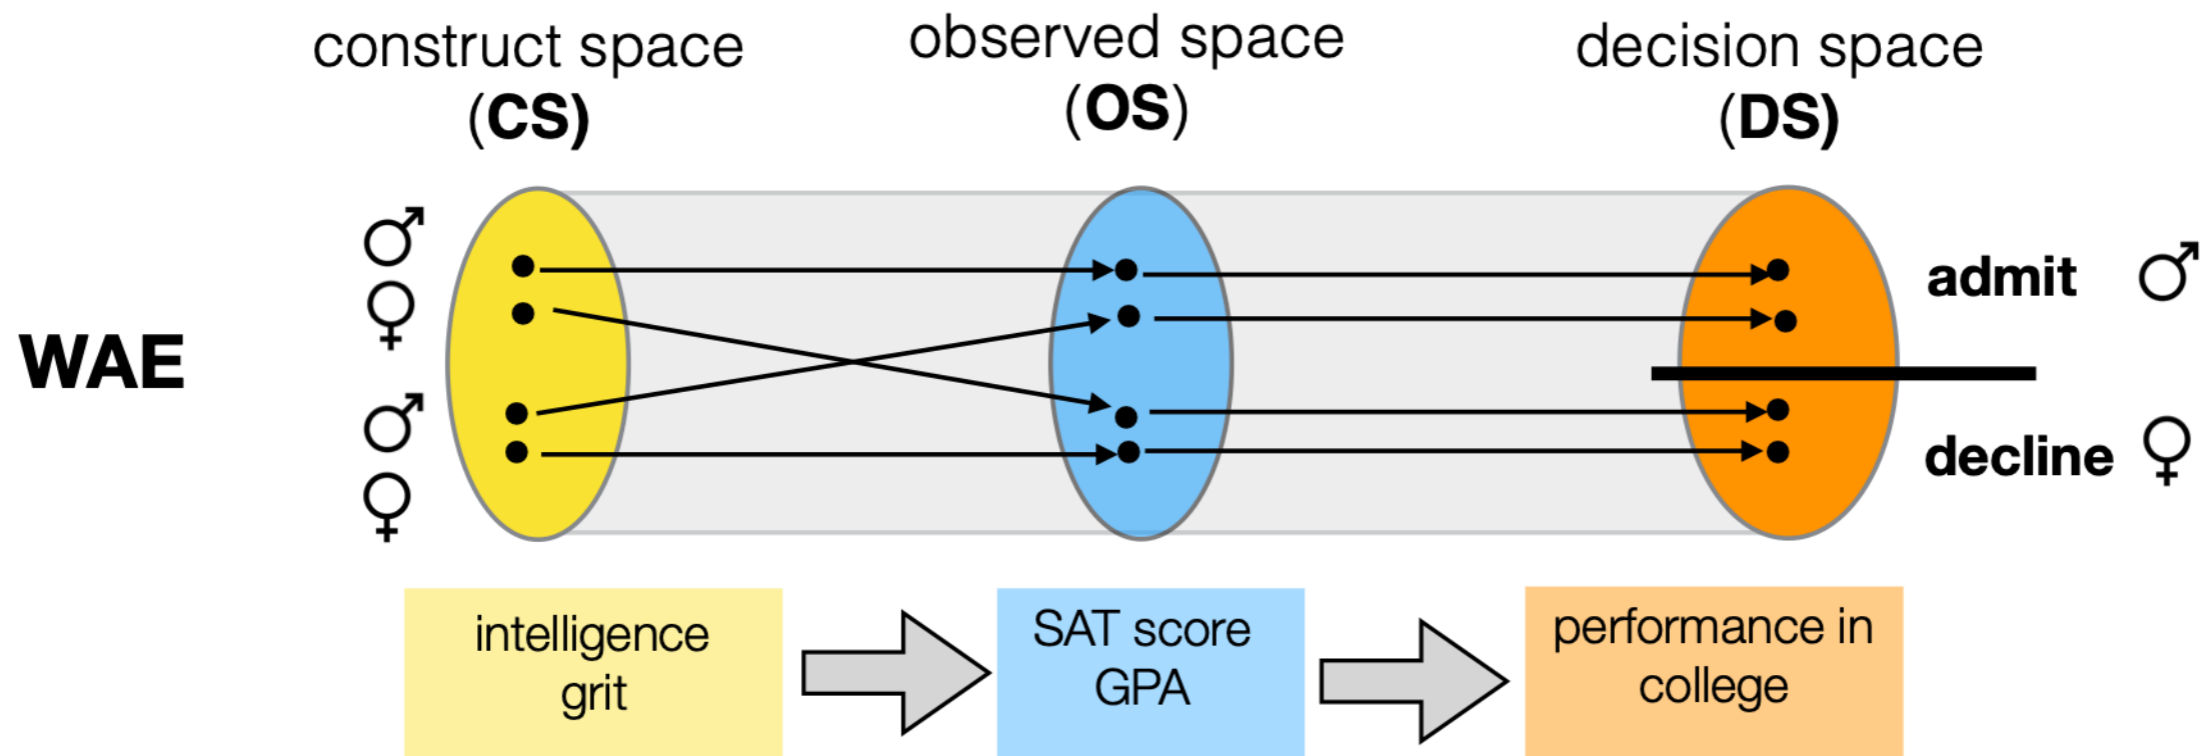 construct space
(CS)
observed space
(OS)
decision space
(DS)
WAE
admit
decline
intelligence
grit
SAT score
GPA
performance in
college